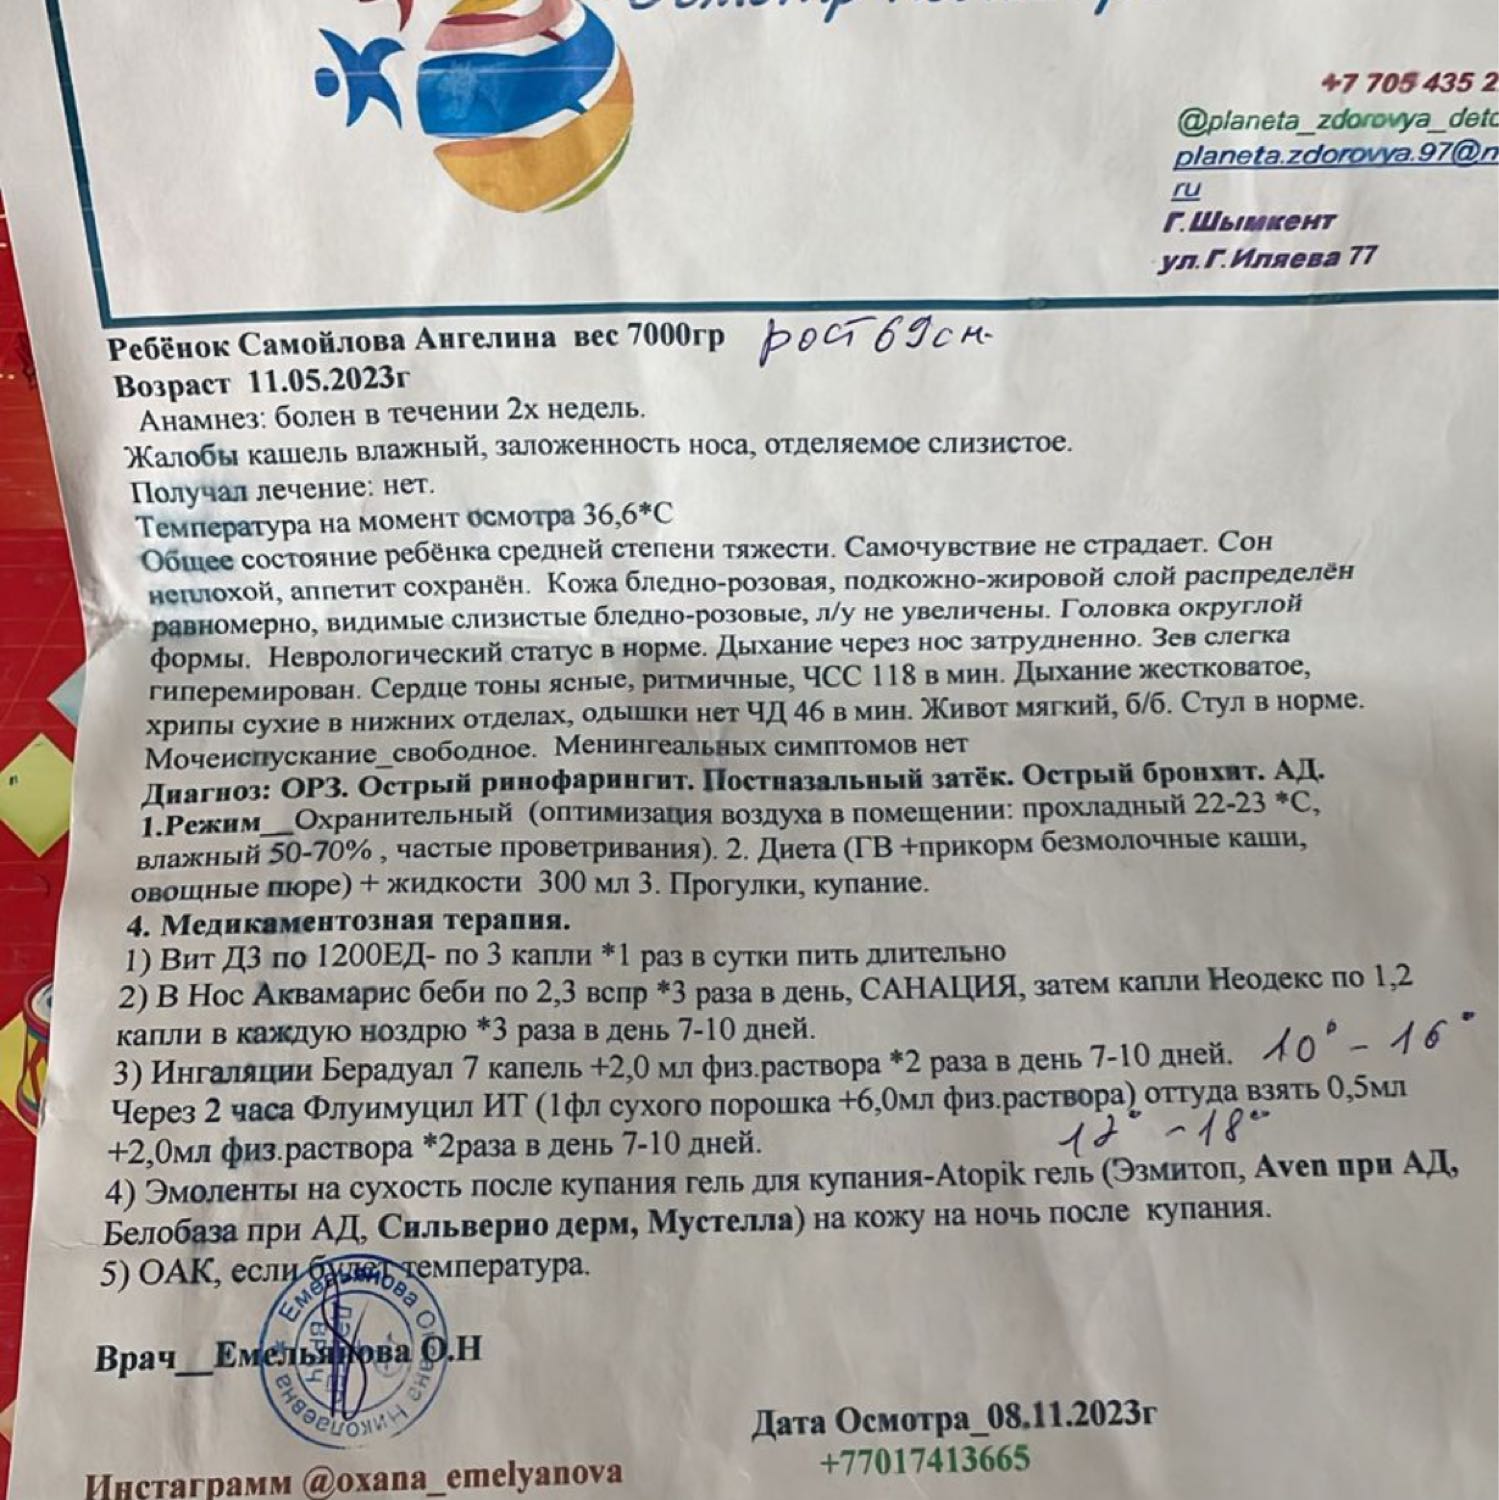 +7 705 435 2
@planeta_zdorovya_detc
planeta.zdorovya.97@
ru
Г.Шымкент
ул.Г.Иляева 77
Ребёнок Самойлова Ангелина вес 7000гр рост 69см.
Возраст 11.05.2023г
Анамнез: болен в течении 2х недель.
Жалобы кашель влажный, заложенность носа, отделяемое слизистое.
Получал лечение: нет.
Температура на момент осмотра 36,6*С
Общее состояние ребёнка средней степени тяжести. Самочувствие не страдает. Сон
неплохой, аппетит сохранён. Кожа бледно-розовая, подкожно-жировой слой распределён
равномерно, видимые слизистые бледно-розовые, л/у не увеличены. Головка округлой
формы. Неврологический статус в норме. Дыхание через нос затрудненно. Зев слегка
гиперемирован. Сердце тоны ясные, ритмичные, ЧСС 118 в мин. Дыхание жестковатое,
хрипы сухие в нижних отделах, одышки нет ЧД 46 в мин. Живот мягкий, б/б. Стул в норме.
Мочеиспускание_свободное. Менингеальных симптомов нет
Диагноз: ОРЗ. Острый ринофарингит. Постназальный затёк. Острый бронхит. АД.
1.Режим__Охранительный (оптимизация воздуха в помещении: прохладный 22-23 *С,
влажный 50-70% , частые проветривания). 2. Диета (ГВ +прикорм безмолочные каши,
овощные пюре) + жидкости 300 мл 3. Прогулки, купание.
4. Медикаментозная терапия.
1) Вит Д3 по 1200ЕД- по 3 капли *1 раз в сутки пить длительно
2) В Нос Аквамарис беби по 2,3 вспр *3 раза в день, САНАЦИЯ, затем капли Неодекс по 1,2
капли в каждую ноздрю *3 раза в день 7-10 дней.
3) Ингаляции Берадуал 7 капель +2,0 мл физ.раствора *2 раза в день 7-10 дней. 10° - 16°
Через 2 часа Флуимуцил ИТ (1фл сухого порошка +6,0мл физ.раствора) оттуда взять 0,5мл
+2,0мл физ.раствора *2раза в день 7-10 дней. 12° - 18°°
4) Эмоленты на сухость после купания гель для купания-Atopik гель (Эзмитоп, Aven при АД,
Белобаза при АД, Сильверио дерм, Мустелла) на кожу на ночь после купания.
5) ОАК, если будет температура.
Врач__Емельянова О.Н
Емельянова Оксана Николаевна
ВРАЧ
Дата Осмотра_08.11.2023г
+77017413665
Инстаграмм @oxana_emelyanova